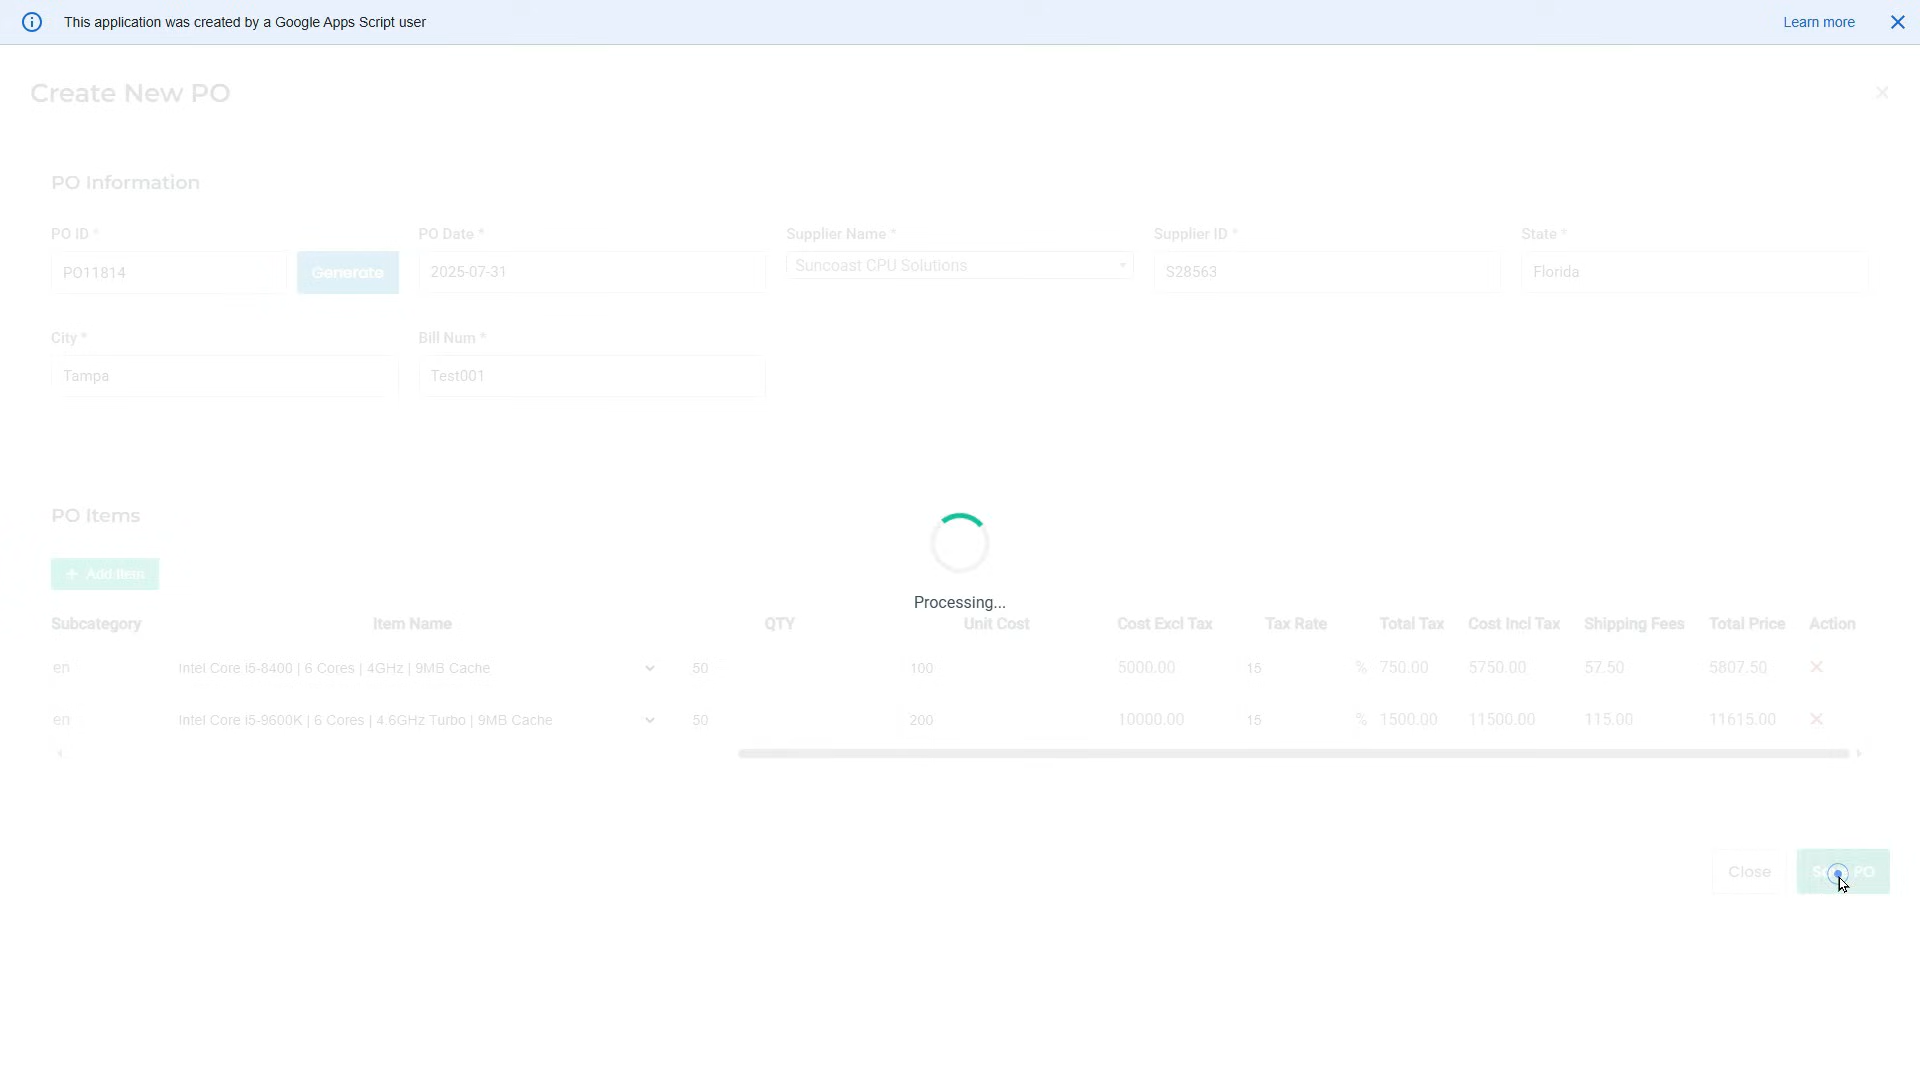 This application was created by a Google Apps Script user
Learn more
Create New PO
PO Information
PO ID * PO Date * Supplier Name * Supplier ID * State *
PO11814 Generate 2025-07-31 Suncoast CPU Solutions S28563 Florida
City * Bill Num *
Tampa Test001
PO Items
+ Add Item
Processing...
Subcategory Item Name QTY Unit Cost Cost Excl Tax Tax Rate Total Tax Cost Incl Tax Shipping Fees Total Price Action
en Intel Core i5-8400 | 6 Cores | 4GHz | 9MB Cache 50 100 5000.00 15 % 750.00 5750.00 57.50 5807.50
en Intel Core i5-9600K | 6 Cores | 4.6GHz Turbo | 9MB Cache 50 200 10000.00 15 % 1500.00 11500.00 115.00 11615.00
Close PO